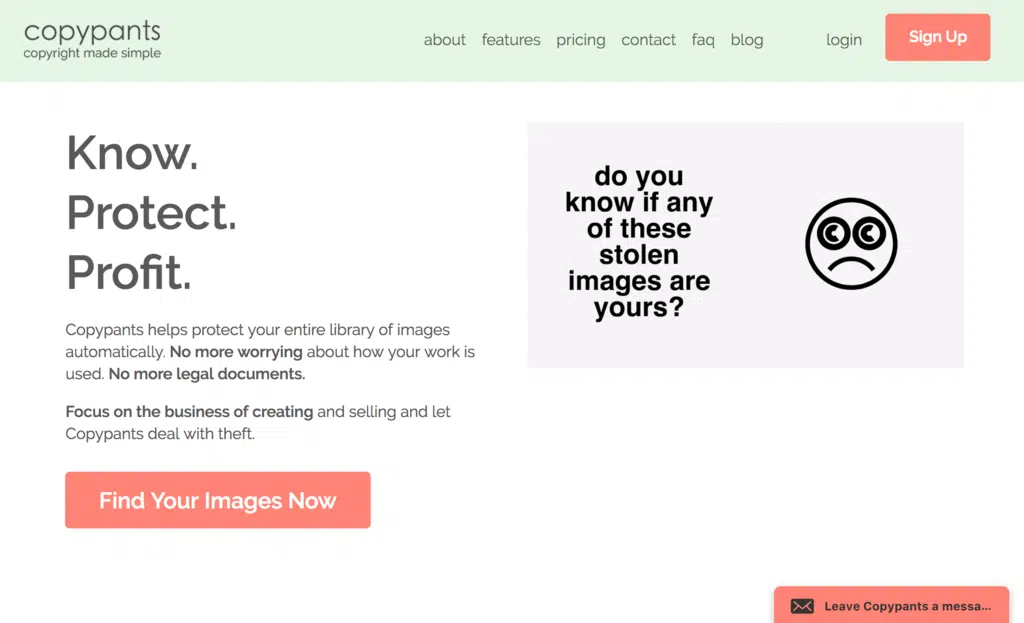 copypants
copyright made simple
about features pricing contact faq blog login Sign Up
Know.
Protect.
Profit.
Copypants helps protect your entire library of images
automatically. No more worrying about how your work is
used. No more legal documents.
Focus on the business of creating and selling and let
Copypants deal with theft.
Find Your Images Now
do you
know if any
of these
stolen
images are
yours?
Leave Copypants a messa...